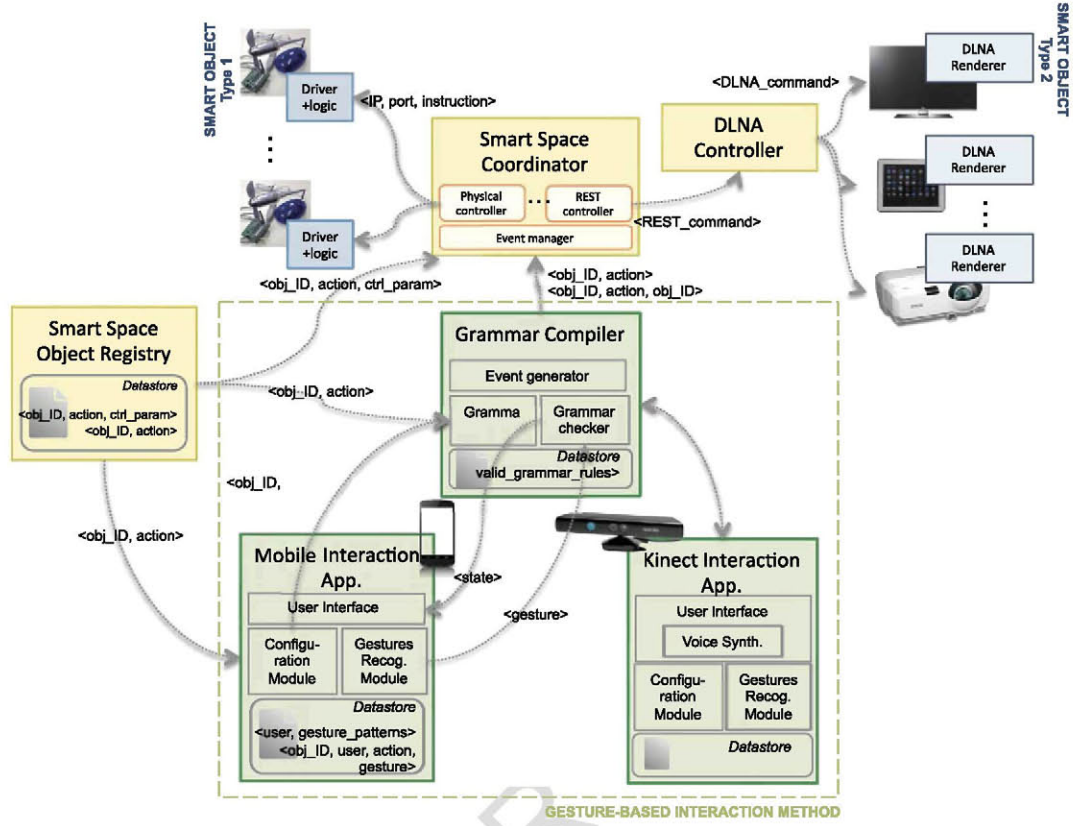 SMART OBJECT
Type 1
Driver
+logic
<IP, port, instruction>
Driver
+logic
Smart Space
Coordinator
Physical
controller
...
REST
controller
Event manager
<REST_command>
DLNA
Controller
<DLNA_command>
DLNA
Renderer
DLNA
Renderer
DLNA
Renderer
SMART OBJECT
Type 2
<obj_ID, action, ctrl_param>
<obj_ID, action>
<obj_ID, action, obj_ID>
Smart Space
Object Registry
Datastore
<obj_ID, action, ctrl_param>
<obj_ID, action>
<obj_ID, action>
Grammar Compiler
Event generator
Gramma
Grammar
checker
Datastore
valid_grammar_rules>
<obj_ID,
<obj_ID, action>
Mobile Interaction
App.
User Interface
Configu-
ration
Module
Gestures
Recog.
Module
Datastore
<user, gesture_patterns>
<obj_ID, user, action,
gesture>
<state>
<gesture>
Kinect Interaction
App.
User Interface
Voice Synth.
Configu-
ration
Module
Gestures
Recog.
Module
Datastore
GESTURE-BASED INTERACTION METHOD